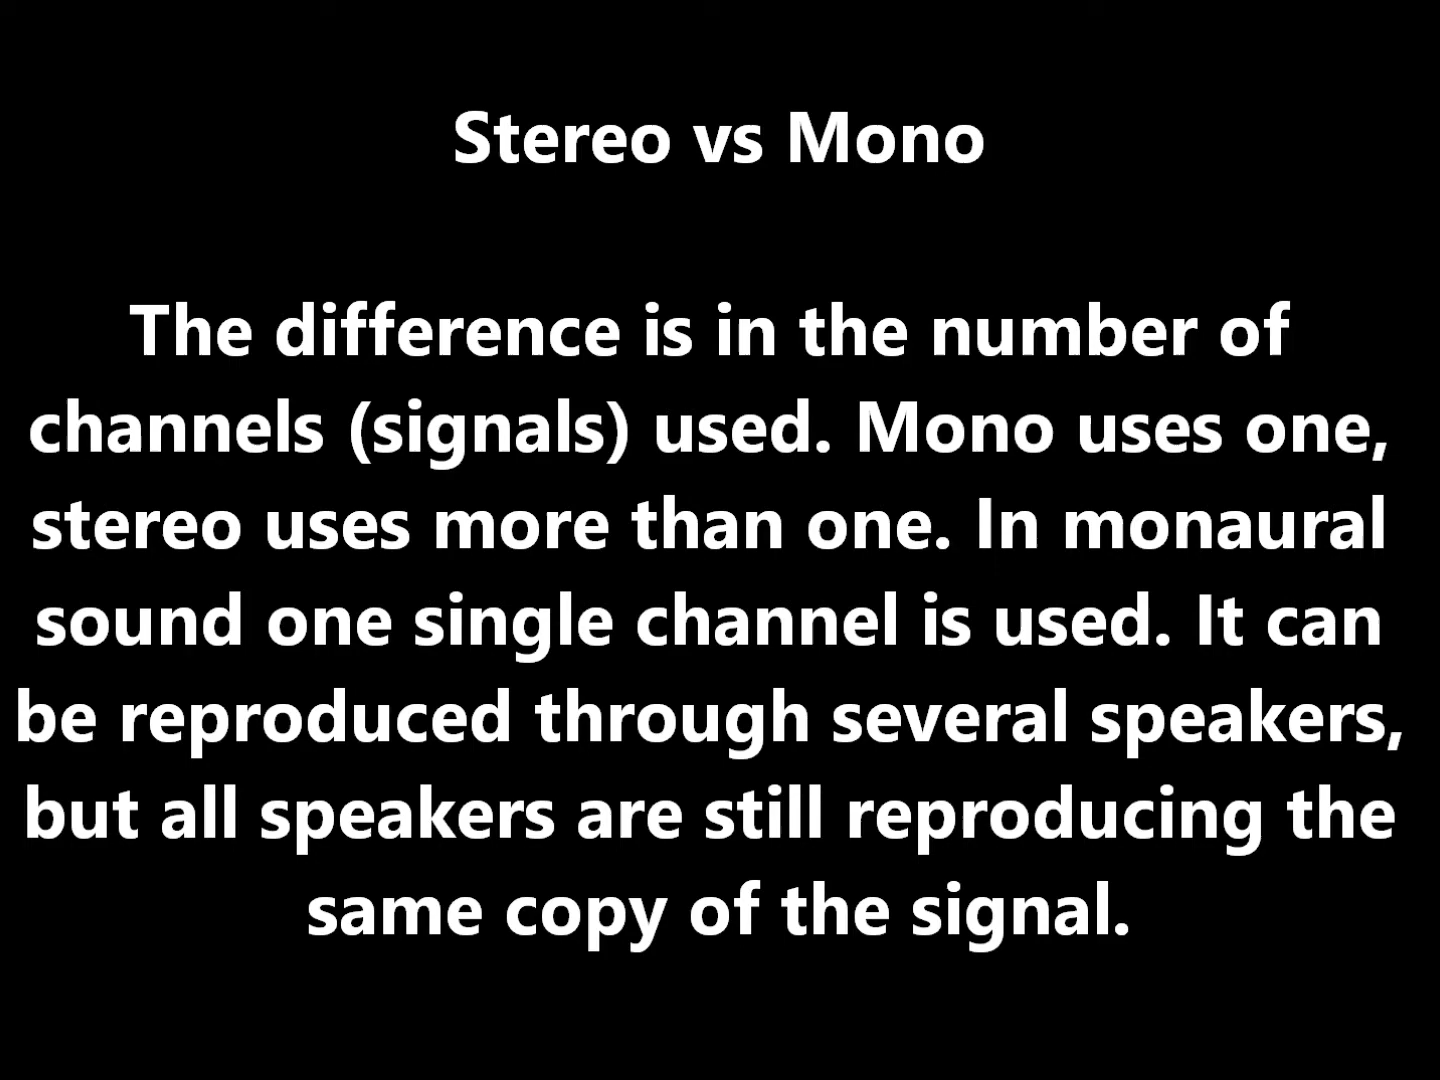 Stereo vs Mono
The difference is in the number of
channels (signals) used. Mono uses one,
stereo uses more than one. In monaural
sound one single channel is used. It can
be reproduced through several speakers,
but all speakers are still reproducing the
same copy of the signal.